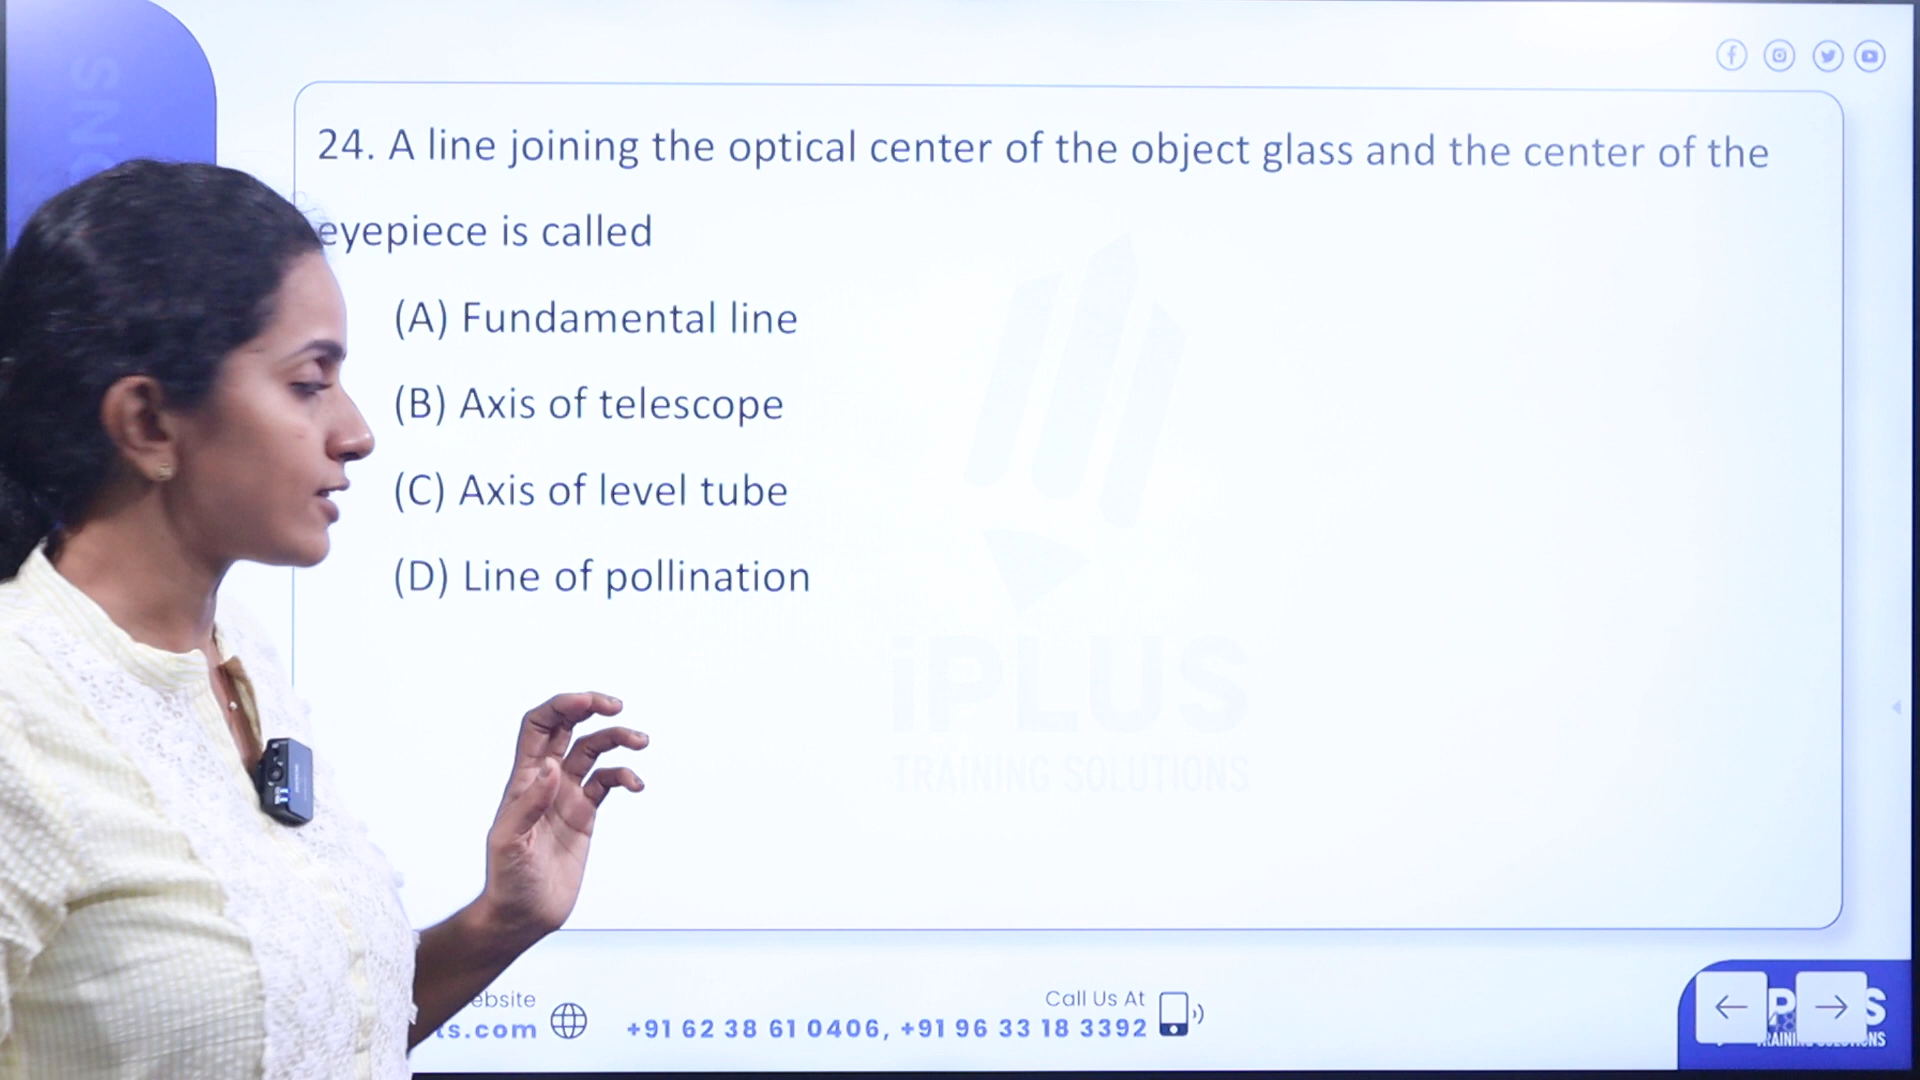 24. A line joining the optical center of the object glass and the center of the
eyepiece is called
(A) Fundamental line
(B) Axis of telescope
(C) Axis of level tube
(D) Line of pollination
iPLUS
TRAINING SOLUTIONS
Call Us At
+91 62 38 61 0406, +91 96 33 18 3392